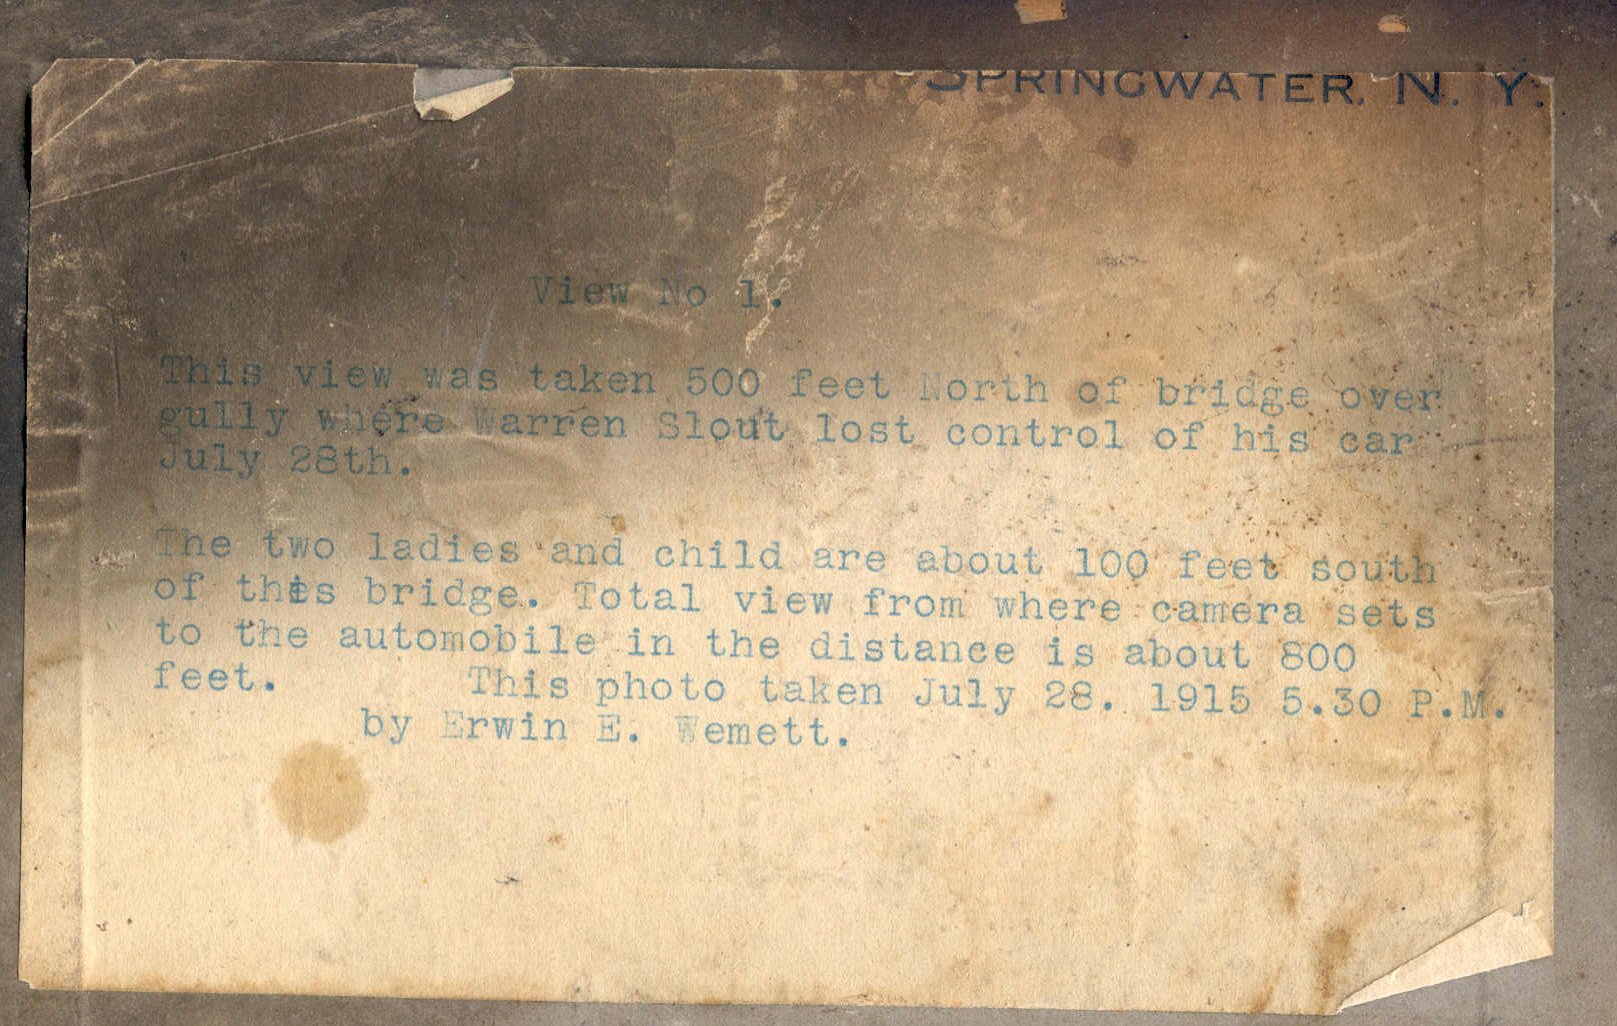 SPRINGWATER, N. Y.
View No 1.
This view was taken 500 feet North of bridge over
gully where Warren Slout lost control of his car
July 28th.
The two ladies and child are about 100 feet south
of this bridge. Total view from where camera sets
to the automobile in the distance is about 800
feet. This photo taken July 28. 1915 5.30 P.M.
by Erwin E. Wemett.